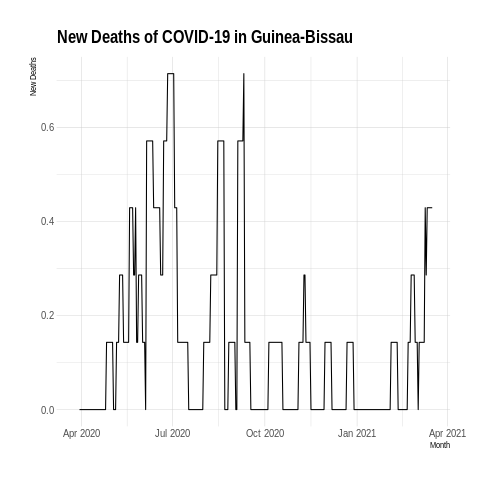 New Deaths of COVID-19 in Guinea-Bissau
New Deaths
0.6
0.4
0.2
0.0
Apr 2020 Jul 2020 Oct 2020 Jan 2021 Apr 2021
Month